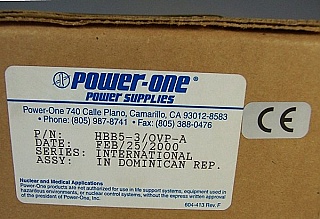 POWER-ONE®
POWER SUPPLIES
Power-One 740 Calle Plano, Camarillo, CA 93012-8583
• Phone: (805) 987-8741 • Fax: (805) 388-0476
P/N: HBB5-3/OVP-A
DATE: FEB/25/2000
SERIES: INTERNATIONAL
ASSY: IN DOMINICAN REP.
Nuclear and Medical Applications
Power-One products are not authorized for use in life support systems, equipment used in
hazardous environments, or nuclear control systems without the express written consent of the
president of Power-One, Inc.
604-413 Rev. F
CE